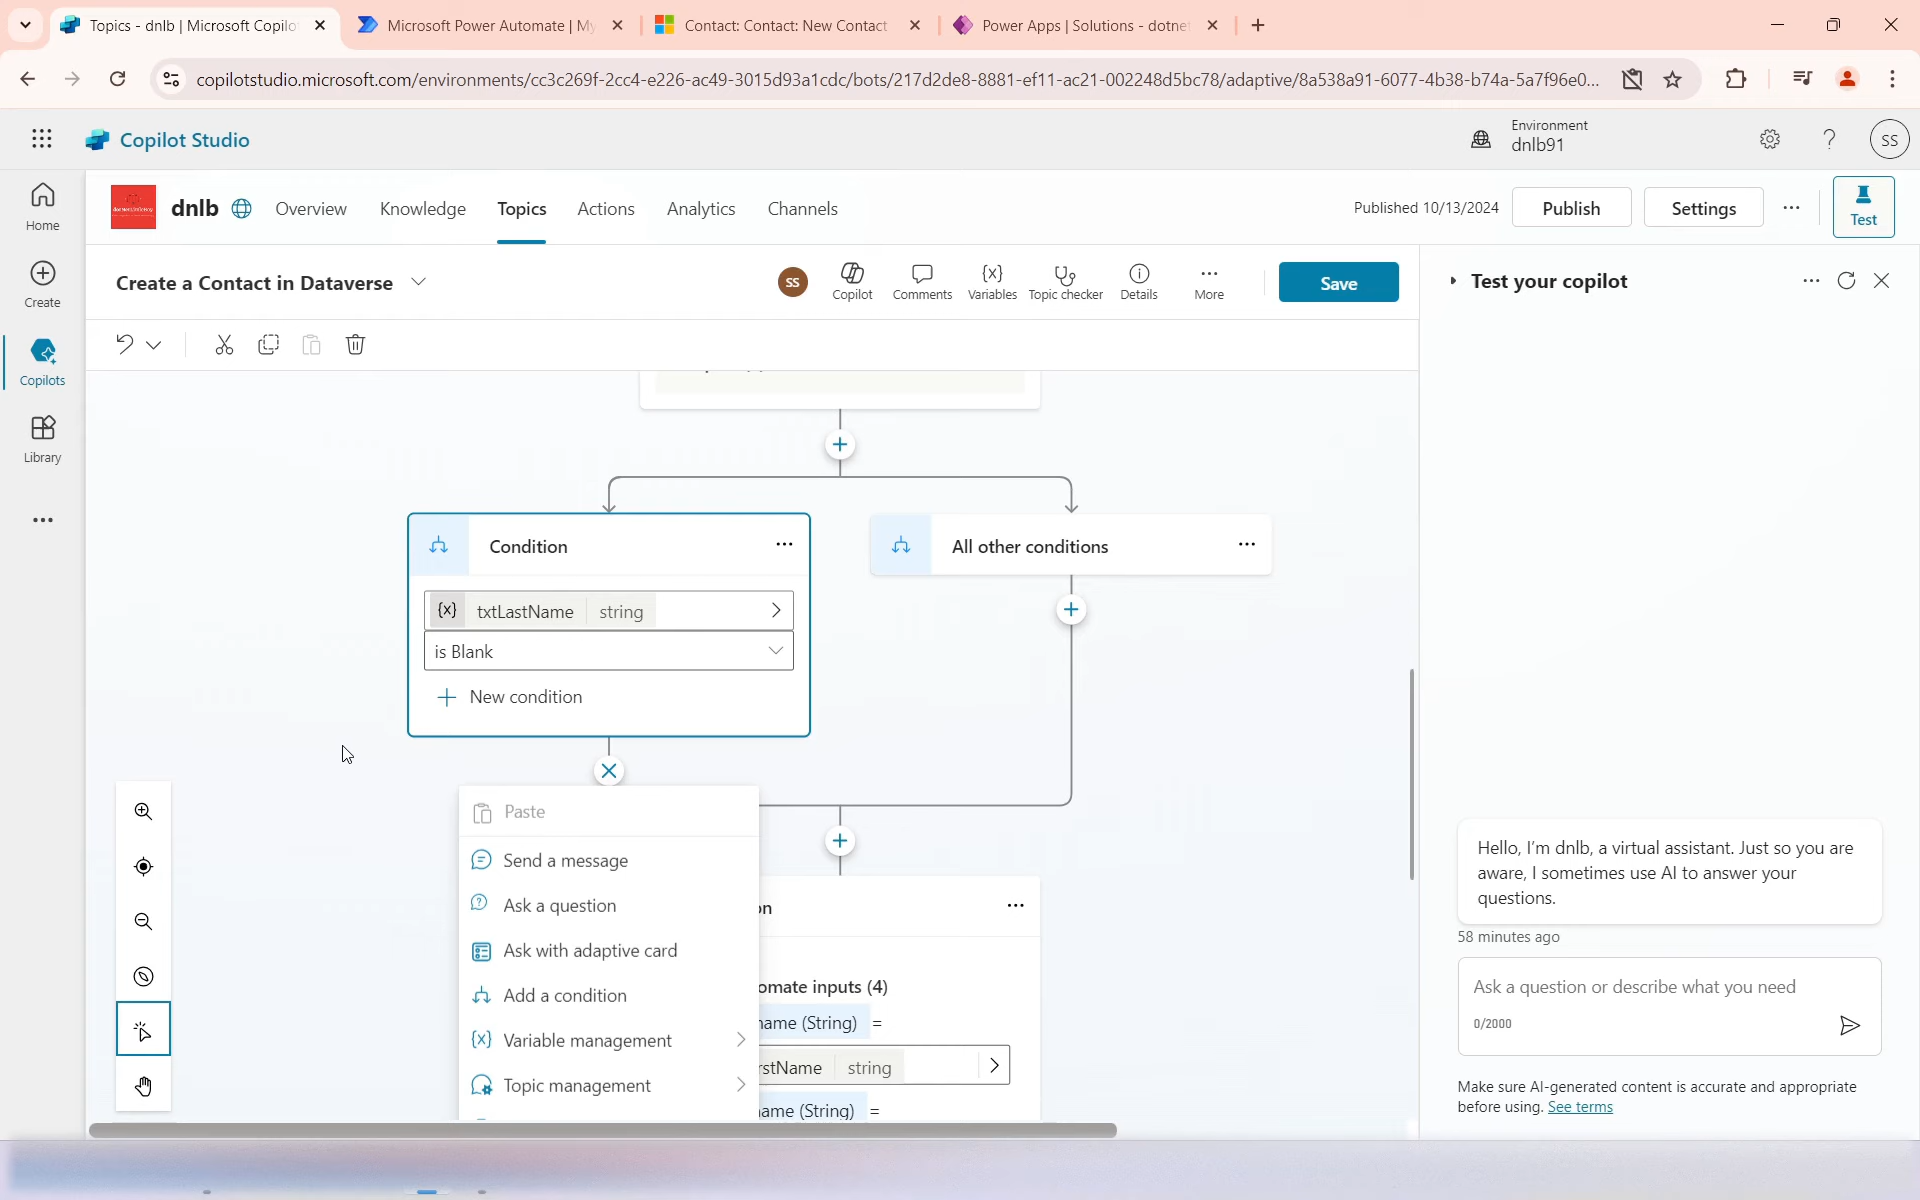 Topics - dnlb | Microsoft Copilo
Microsoft Power Automate | My
Contact: Contact: New Contact
Power Apps | Solutions - dotne
copilotstudio.microsoft.com/environments/cc3c269f-2cc4-e226-ac49-3015d93a1cdc/bots/217d2de8-8881-ef11-ac21-002248d5bc78/adaptive/8a538a91-6077-4b38-b74a-5a7f96e0...
Copilot Studio
Environment
dnlb91
SS
Home
Create
Copilots
Library
dnlb
Overview
Knowledge
Topics
Actions
Analytics
Channels
Published 10/13/2024
Publish
Settings
Test
Create a Contact in Dataverse
SS
Copilot
Comments
Variables
Topic checker
Details
More
Save
Test your copilot
Condition
{x} txtLastName string
is Blank
New condition
All other conditions
Paste
Send a message
Ask a question
Ask with adaptive card
Add a condition
{x} Variable management
Topic management
on
omate inputs (4)
name (String) =
rstName string
name (String) =
Hello, I'm dnlb, a virtual assistant. Just so you are
aware, I sometimes use AI to answer your
questions.
58 minutes ago
Ask a question or describe what you need
0/2000
Make sure AI-generated content is accurate and appropriate
before using. See terms